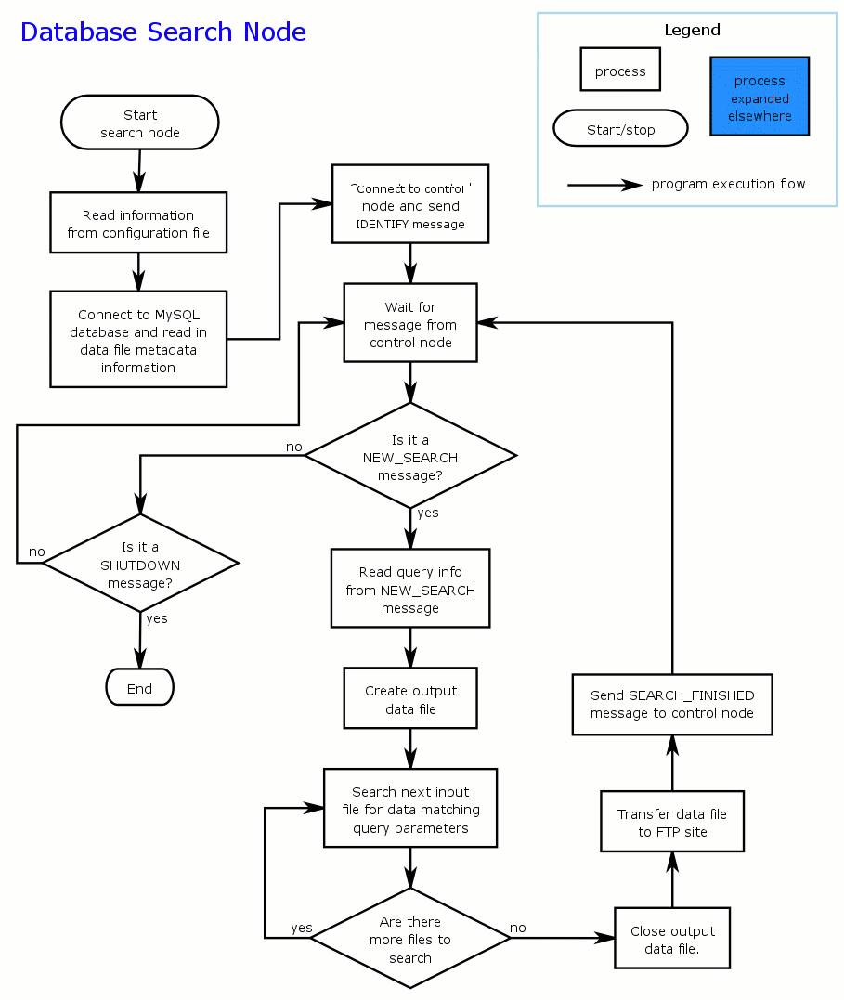 Database Search Node
Legend
process
process
expanded
elsewhere
Start/stop
program execution flow
Start
search node
Read information
from configuration file
Connect to MySQL
database and read in
data file metadata
information
Connect to control
node and send
IDENTIFY message
Wait for
message from
control node
Is it a
NEW_SEARCH
message?
no
yes
Is it a
SHUTDOWN
message?
no
yes
End
Read query info
from NEW_SEARCH
message
Create output
data file
Search next input
file for data matching
query parameters
Are there
more files to
search
yes
no
Close output
data file.
Transfer data file
to FTP site
Send SEARCH_FINISHED
message to control node